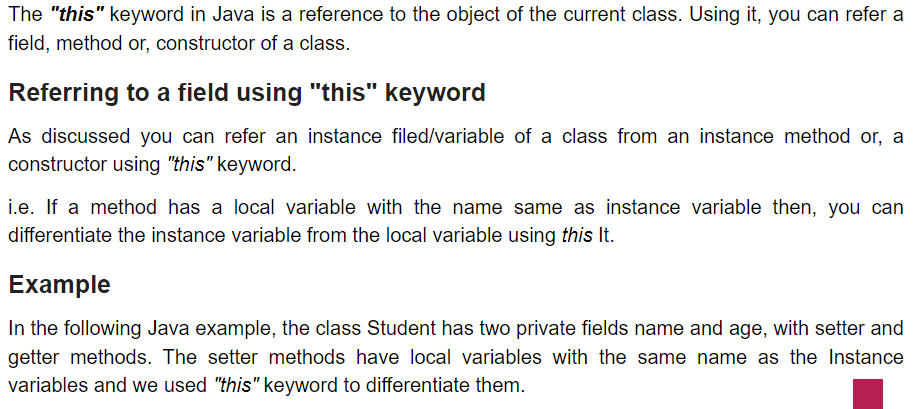 The "this" keyword in Java is a reference to the object of the current class. Using it, you can refer a
field, method or, constructor of a class.
Referring to a field using "this" keyword
As discussed you can refer an instance filed/variable of a class from an instance method or, a
constructor using "this" keyword.
i.e. If a method has a local variable with the name same as instance variable then, you can
differentiate the instance variable from the local variable using this It.
Example
In the following Java example, the class Student has two private fields name and age, with setter and
getter methods. The setter methods have local variables with the same name as the Instance
variables and we used "this" keyword to differentiate them.